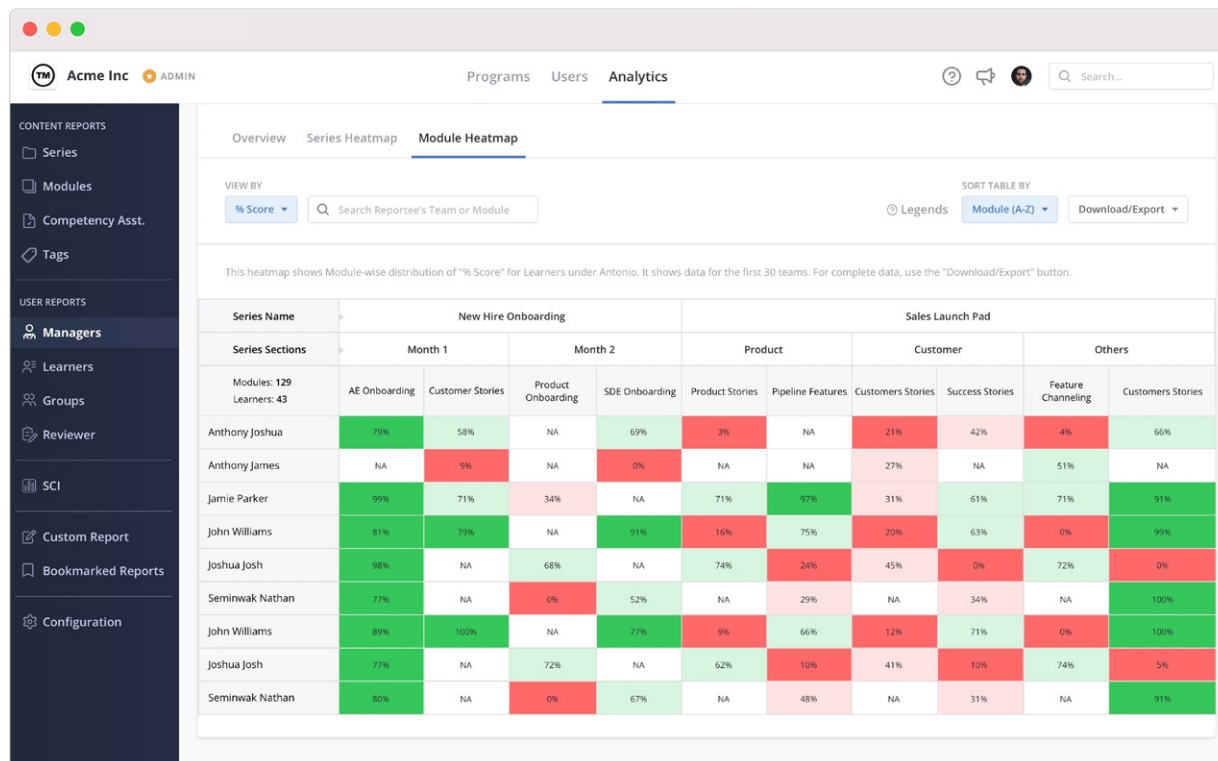 TM Acme Inc ADMIN Programs Users Analytics ? Search...
CONTENT REPORTS
Series
Modules
Competency Asst.
Tags
USER REPORTS
Managers
Learners
Groups
Reviewer
SCI
Custom Report
Bookmarked Reports
Configuration
Overview Series Heatmap Module Heatmap
VIEW BY SORT TABLE BY
% Score Search Reportee's Team or Module ? Legends Module (A-Z) Download/Export
This heatmap shows Module-wise distribution of "% Score" for Learners under Antonio. It shows data for the first 30 teams. For complete data, use the "Download/Export" button.
Series Name New Hire Onboarding Sales Launch Pad
Series Sections Month 1 Month 2 Product Customer Others
Modules: 129
Learners: 43
AE Onboarding Customer Stories Product Onboarding SDE Onboarding Product Stories Pipeline Features Customers Stories Success Stories Feature Channeling Customers Stories
Anthony Joshua 79% 58% NA 69% 3% NA 21% 42% 4% 66%
Anthony James NA 9% NA 0% NA NA 27% NA 51% NA
Jamie Parker 99% 71% 34% NA 71% 97% 31% 61% 71% 91%
John Williams 81% 79% NA 91% 16% 75% 20% 63% 0% 99%
Joshua Josh 98% NA 68% NA 74% 24% 45% 0% 72% 0%
Seminwak Nathan 77% NA 0% 52% NA 29% NA 34% NA 100%
John Williams 89% 100% NA 77% 9% 66% 12% 71% 0% 100%
Joshua Josh 77% NA 72% NA 62% 10% 41% 10% 74% 5%
Seminwak Nathan 80% NA 0% 67% NA 48% NA 31% NA 91%